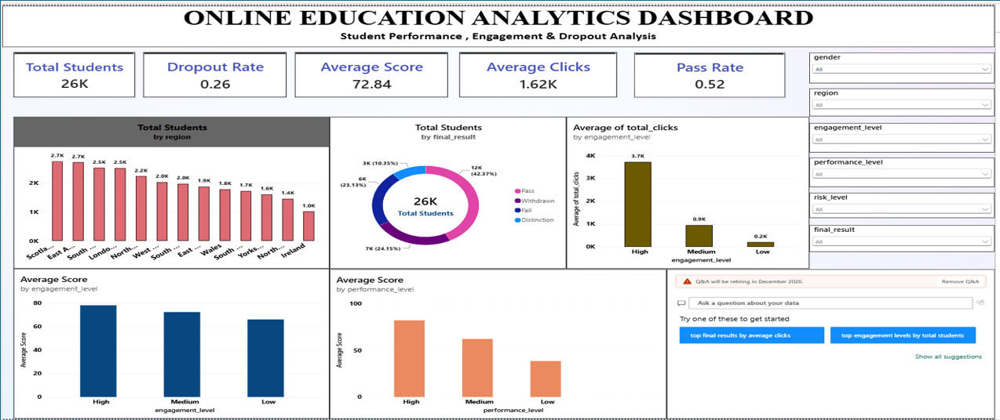 ONLINE EDUCATION ANALYTICS DASHBOARD
Student Performance , Engagement & Dropout Analysis
Total Students
26K
Dropout Rate
0.26
Average Score
72.84
Average Clicks
1.62K
Pass Rate
0.52
gender
All
region
All
engagement_level
All
performance_level
All
risk_level
All
final_result
All
Total Students
by region
2K
1K
0K
2.7K
2.7K
2.5K
2.5K
2.2K
2.0K
2.0K
1.9K
1.8K
1.7K
1.6K
1.4K
1.0K
Scotla...
East A...
South ...
Londo...
North...
West ...
South ...
East ...
Wales
South ...
Yorks...
North...
Ireland
Total Students
by final_result
3K (10.35%)
12K
(42.37%)
6K
(23.13%)
7K (24.15%)
26K
Total Students
Pass
Withdrawn
Fail
Distinction
Average of total_clicks
by engagement_level
Average of total_clicks
4K
3K
2K
1K
0K
3.7K
0.9K
0.2K
High
Medium
Low
engagement_level
Average Score
by engagement_level
Average Score
80
60
40
20
0
High
Medium
Low
engagement_level
Average Score
by performance_level
Average Score
100
50
0
High
Medium
Low
performance_level
Q&A will be retiring in December 2026.
Remove Q&A
Ask a question about your data
Try one of these to get started
top final results by average clicks
top engagement levels by total students
Show all suggestions